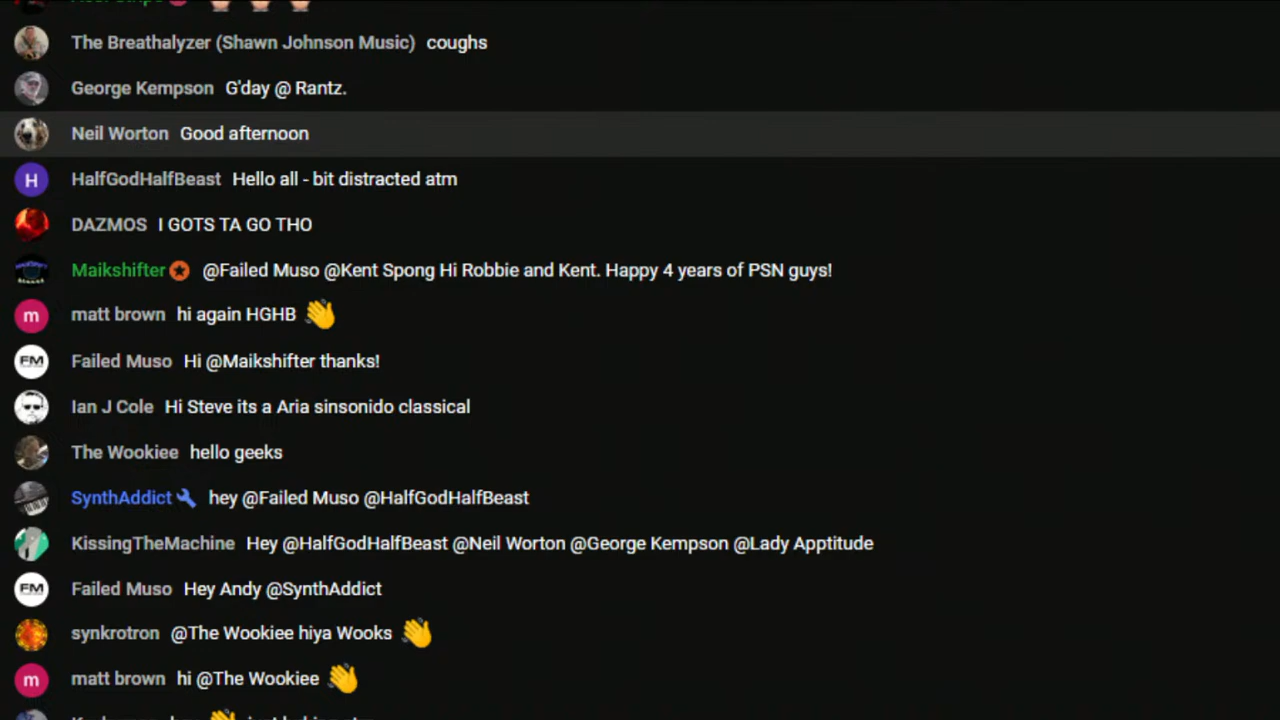 The Breathalyzer (Shawn Johnson Music) coughs
George Kempson G'day @ Rantz.
Neil Worton Good afternoon
H HalfGodHalfBeast Hello all - bit distracted atm
DAZMOS I GOTS TA GO THO
Maikshifter @Failed Muso @Kent Spong Hi Robbie and Kent. Happy 4 years of PSN guys!
m matt brown hi again HGHB 👋
FM Failed Muso Hi @Maikshifter thanks!
Ian J Cole Hi Steve its a Aria sinsonido classical
The Wookiee hello geeks
SynthAddict hey @Failed Muso @HalfGodHalfBeast
KissingTheMachine Hey @HalfGodHalfBeast @Neil Worton @George Kempson @Lady Apptitude
FM Failed Muso Hey Andy @SynthAddict
synkrotron @The Wookiee hiya Wooks 👋
m matt brown hi @The Wookiee 👋